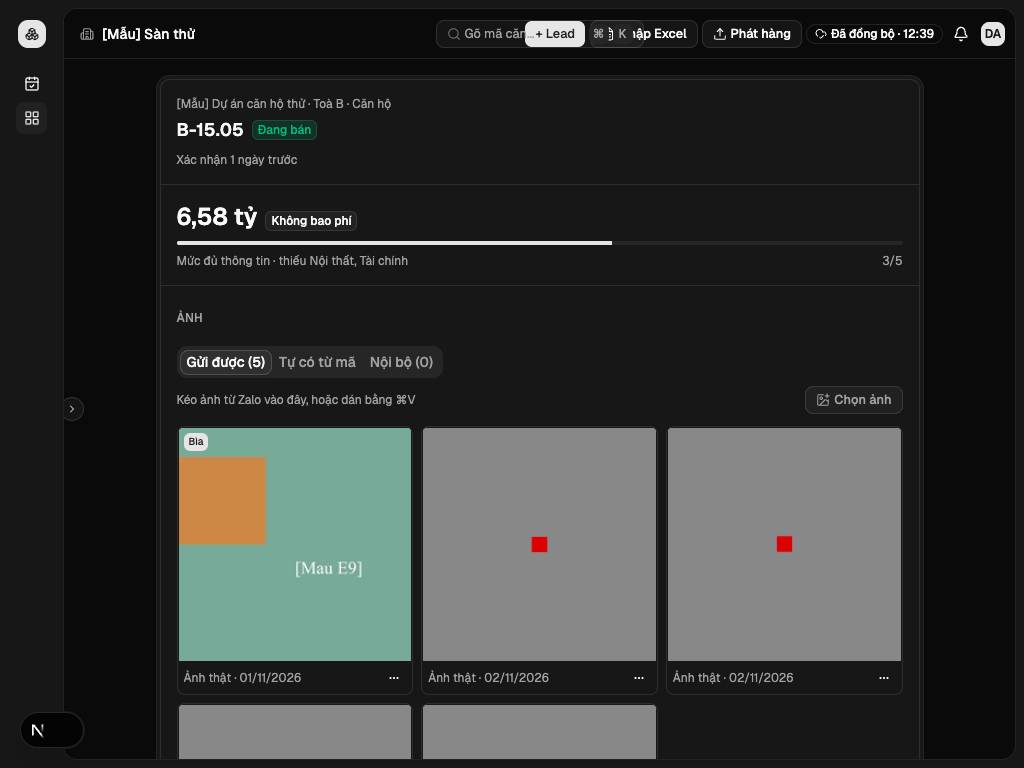 [Mẫu] Sàn thử
Gõ mã căn...
+ Lead
⌘ K
Excel
Phát hàng
Đã đồng bộ · 12:39
DA
[Mẫu] Dự án căn hộ thử · Toà B · Căn hộ
B-15.05
Đang bán
Xác nhận 1 ngày trước
6,58 tỷ
Không bao phí
Mức đủ thông tin · thiếu Nội thất, Tài chính
3/5
ẢNH
Gửi được (5)
Tự có từ mã
Nội bộ (0)
Kéo ảnh từ Zalo vào đây, hoặc dán bằng ⌘V
Chọn ảnh
Bìa
[Mau E9]
Ảnh thật · 01/11/2026
Ảnh thật · 02/11/2026
Ảnh thật · 02/11/2026
N